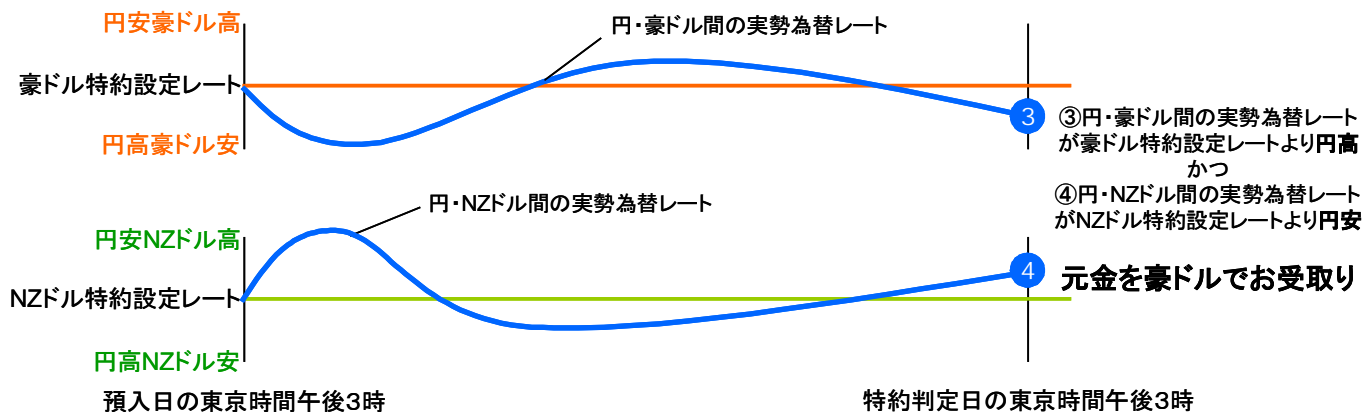 円安豪ドル高
円・豪ドル間の実勢為替レート
豪ドル特約設定レート
円高豪ドル安
3
③円・豪ドル間の実勢為替レート
が豪ドル特約設定レートより円高
かつ
④円・NZドル間の実勢為替レート
がNZドル特約設定レートより円安
円・NZドル間の実勢為替レート
円安NZドル高
4
元金を豪ドルでお受取り
NZドル特約設定レート
円高NZドル安
預入日の東京時間午後3時
特約判定日の東京時間午後3時